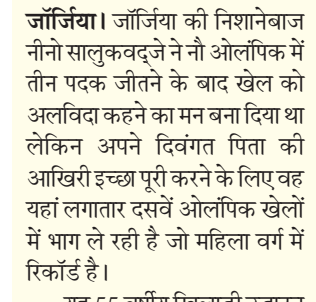 जॉर्जिया। जॉर्जिया की निशानेबाज
नीनो सालुकवद्जे ने नौ ओलंपिक में
तीन पदक जीतने के बाद खेल को
अलविदा कहने का मन बना दिया था
लेकिन अपने दिवंगत पिता की
आखिरी इच्छा पूरी करने के लिए वह
यहां लगातार दसवें ओलंपिक खेलों
में भाग ले रही है जो महिला वर्ग में
रिकॉर्ड है।